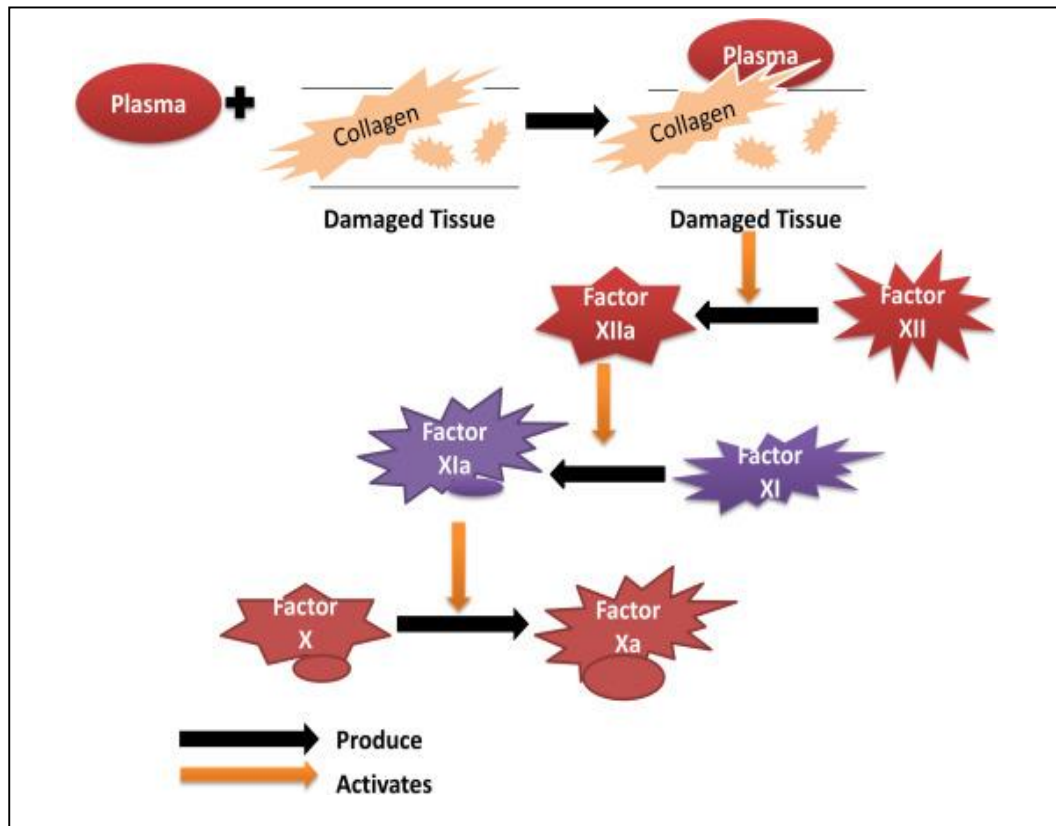 Plasma
Collagen
Damaged Tissue
Plasma
Collagen
Damaged Tissue
Factor
XIIa
Factor
XII
Factor
XIa
Factor
XI
Factor
X
Factor
Xa
Produce
Activates